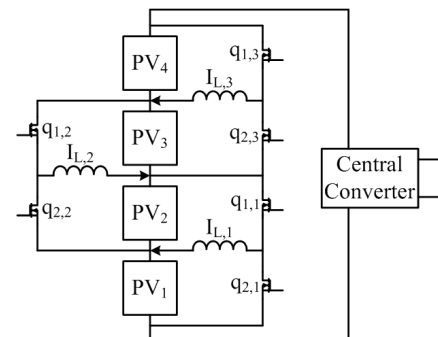 PV4
q1,3
IL,3
q1,2
PV3
q2,3
IL,2
Central
Converter
q2,2
PV2
q1,1
IL,1
PV1
q2,1